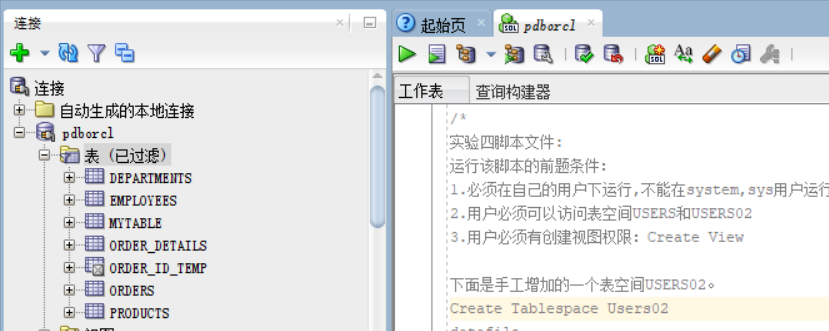 连接
起始页
pdborcl
连接
自动生成的本地连接
pdborcl
表 (已过滤)
DEPARTMENTS
EMPLOYEES
MYTABLE
ORDER_DETAILS
ORDER_ID_TEMP
ORDERS
PRODUCTS
工作表
查询构建器
/*
实验四脚本文件:
运行该脚本的前题条件:
1.必须在自己的用户下运行,不能在system,sys用户运行
2.用户必须可以访问表空间USERS和USERS02
3.用户必须有创建视图权限: Create View
下面是手工增加的一个表空间USERS02。
Create Tablespace Users02